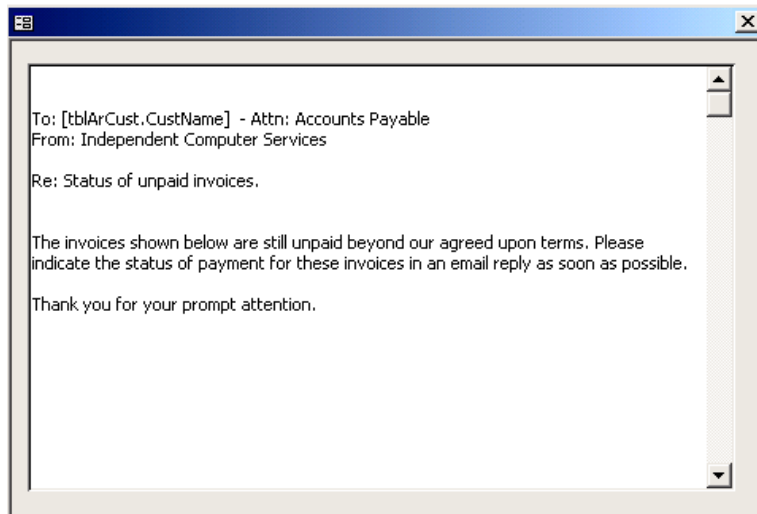 To: [tblArCust.CustName] - Attn: Accounts Payable
From: Independent Computer Services
Re: Status of unpaid invoices.
The invoices shown below are still unpaid beyond our agreed upon terms. Please
indicate the status of payment for these invoices in an email reply as soon as possible.
Thank you for your prompt attention.